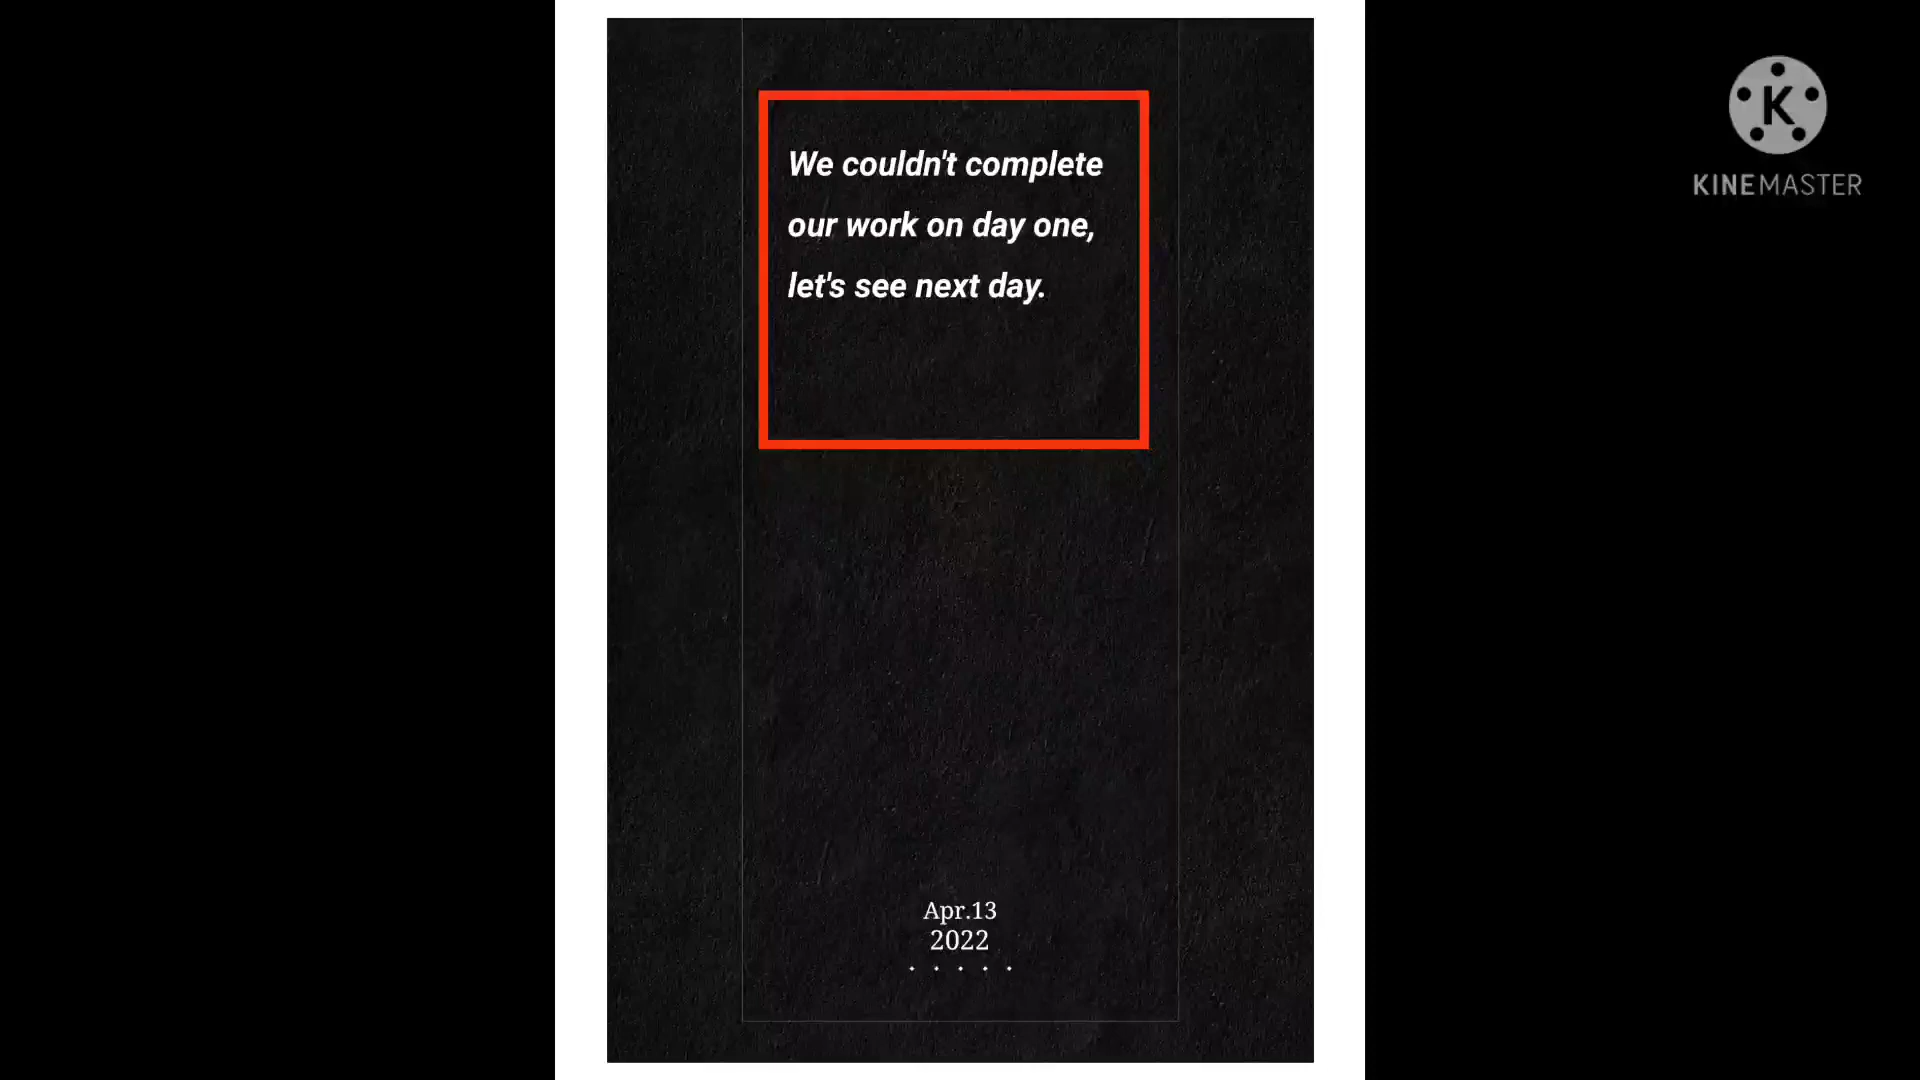 We couldn't complete
our work on day one,
let's see next day.
K
KINEMASTER
Apr.13
2022